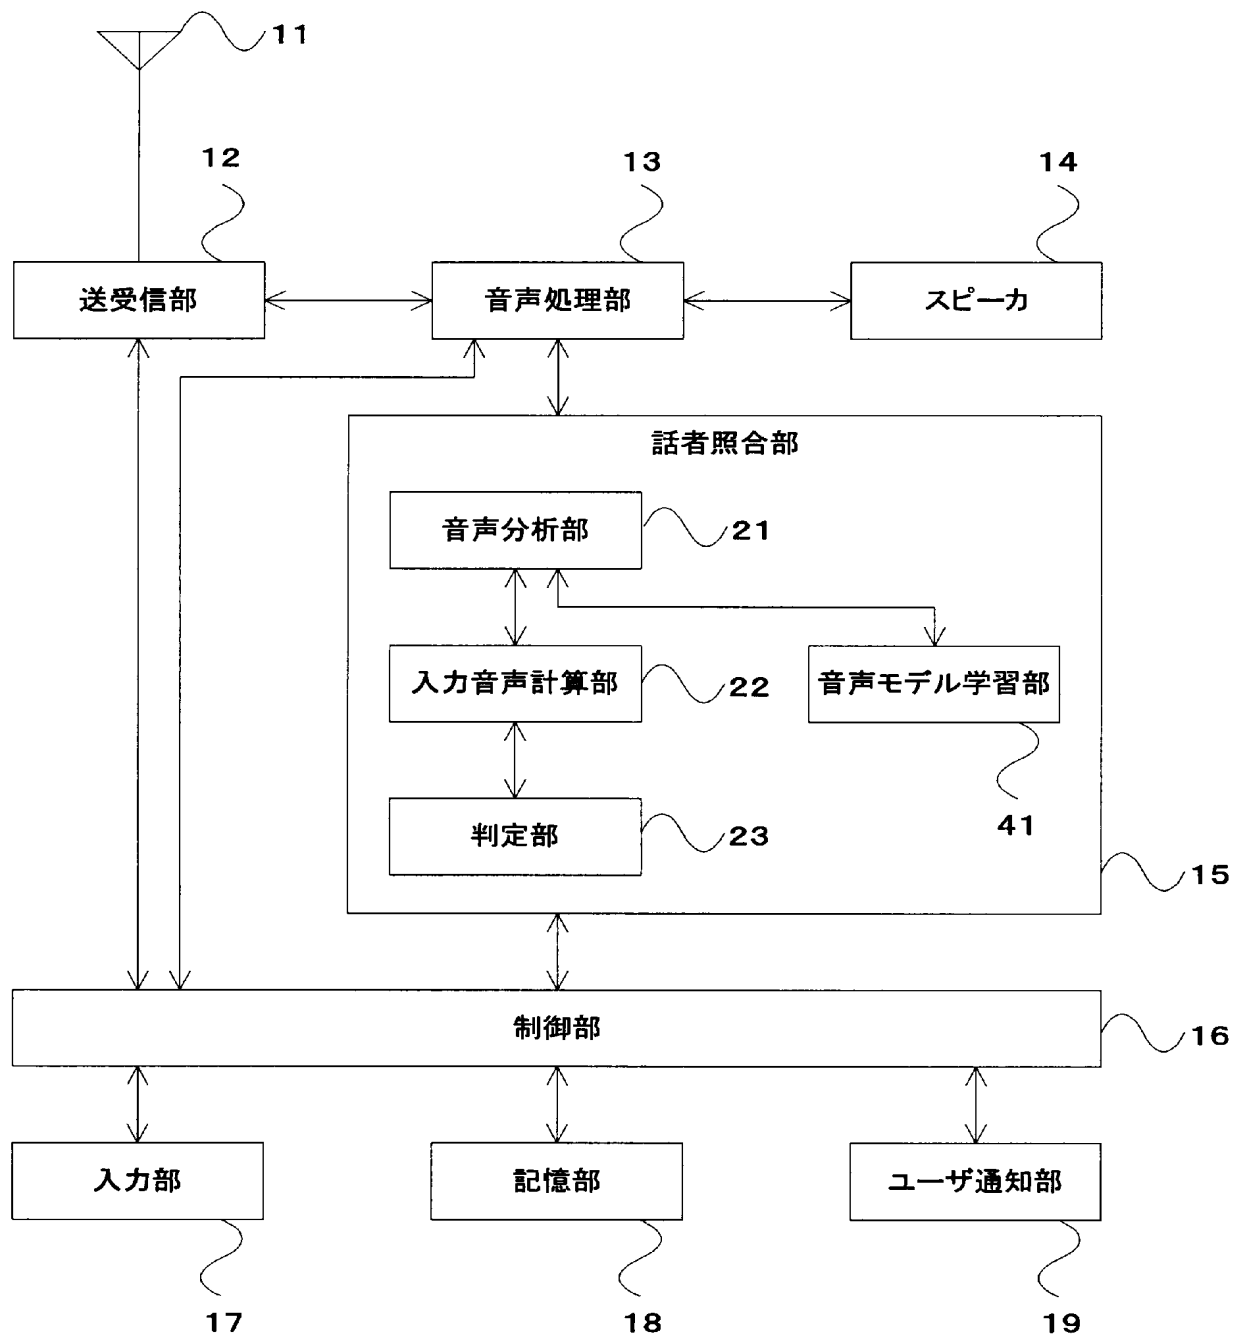 11
12
13
14
送受信部
音声処理部
スピーカ
話者照合部
音声分析部
21
入力音声計算部
22
音声モデル学習部
判定部
23
41
15
制御部
16
入力部
記憶部
ユーザ通知部
17
18
19